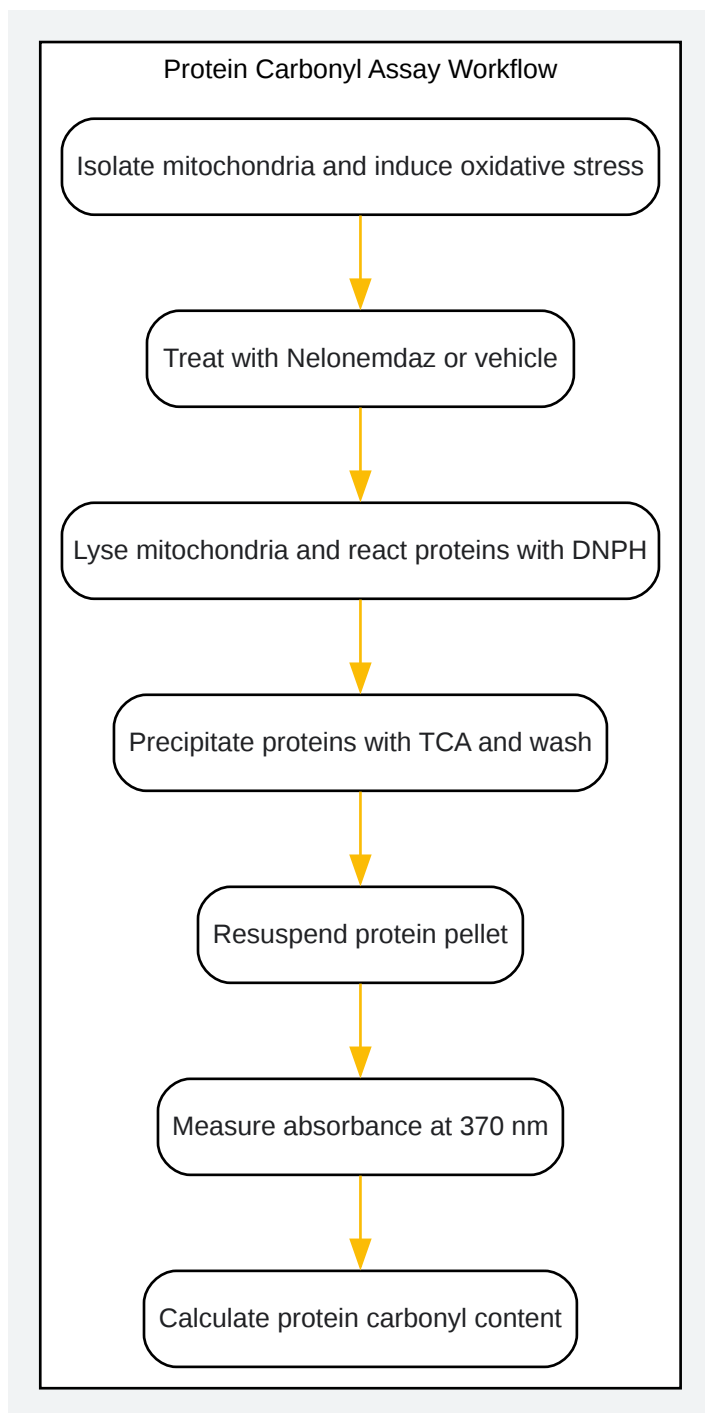 Protein Carbonyl Assay Workflow
Isolate mitochondria and induce oxidative stress
Treat with Nelonemdaz or vehicle
Lyse mitochondria and react proteins with DNPH
Precipitate proteins with TCA and wash
Resuspend protein pellet
Measure absorbance at 370 nm
Calculate protein carbonyl content